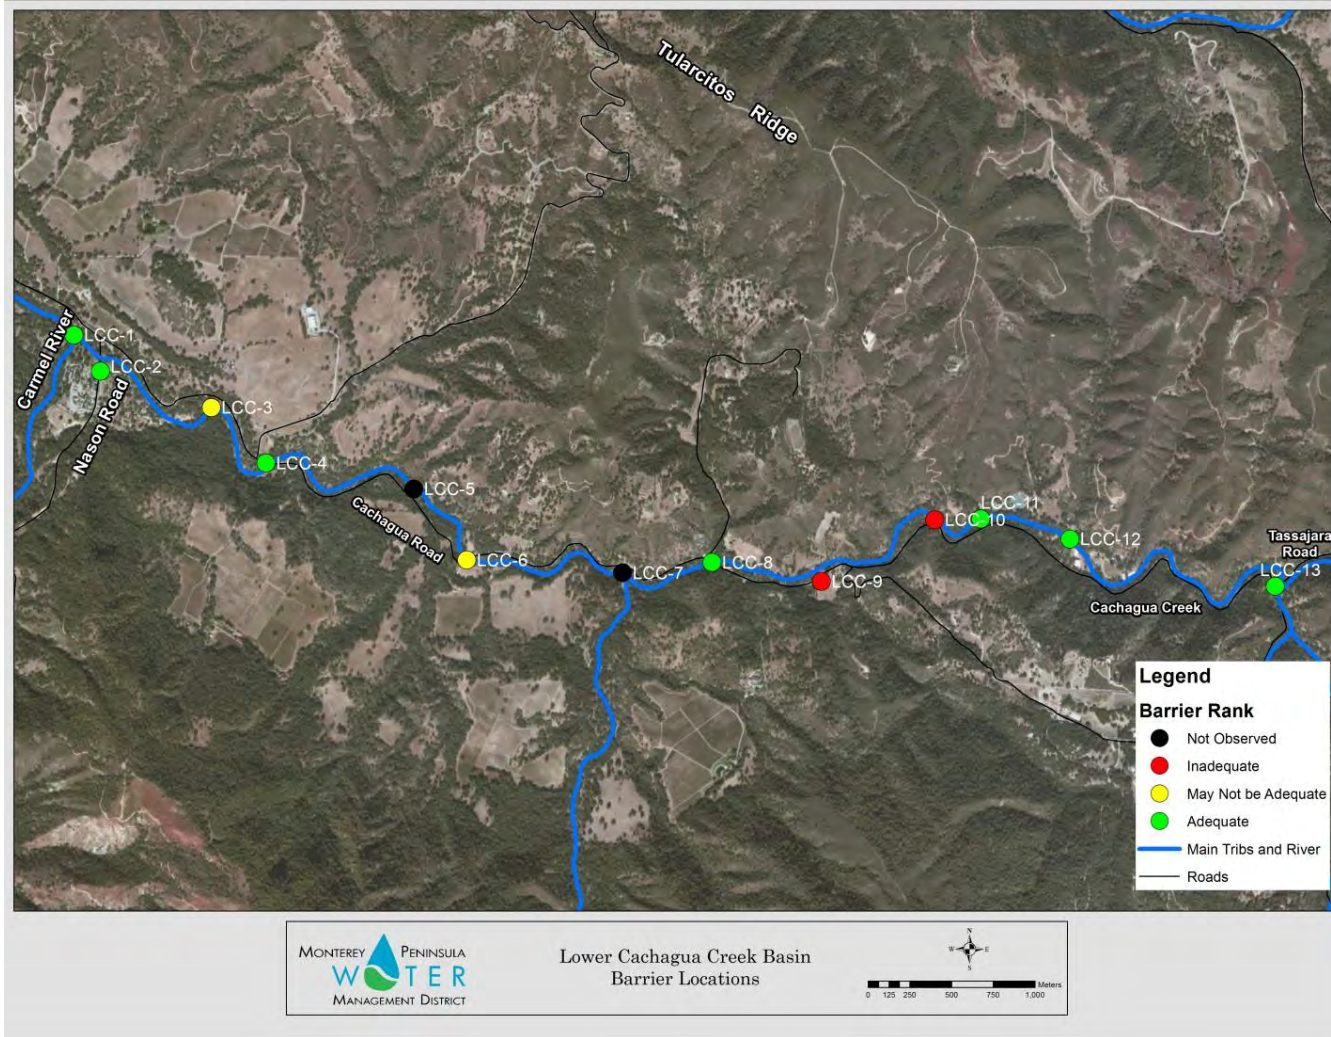 Tularcitos Ridge
Carmel River
LCC-1
LCC-2
Nason Road
LCC-3
LCC-4
LCC-5
Cachagua Road
LCC-6
LCC-7
LCC-8
LCC-9
LCC-10
LCC-11
LCC-12
Tassajara
Road
LCC-13
Cachagua Creek
Legend
Barrier Rank
Not Observed
Inadequate
May Not be Adequate
Adequate
Main Tribs and River
Roads
MONTEREY PENINSULA
WATER
MANAGEMENT DISTRICT
Lower Cachagua Creek Basin
Barrier Locations
N
W E
S
Meters
0 125 250 500 750 1,000